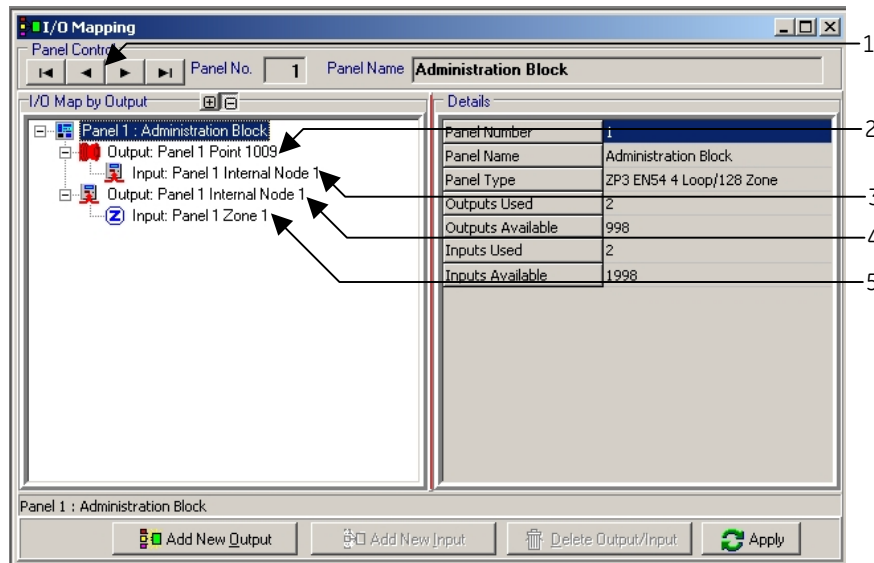 I/O Mapping
Panel Control
Panel No. 1 Panel Name Administration Block
1
I/O Map by Output
Details
Panel 1 : Administration Block
Output: Panel 1 Point 1009
Input: Panel 1 Internal Node 1
Output: Panel 1 Internal Node 1
Input: Panel 1 Zone 1
Panel Number 1
Panel Name Administration Block
Panel Type ZP3 EN54 4 Loop/128 Zone
Outputs Used 2
Outputs Available 998
Inputs Used 2
Inputs Available 1998
2
3
4
5
Panel 1 : Administration Block
Add New Output
Add New Input
Delete Output/Input
Apply